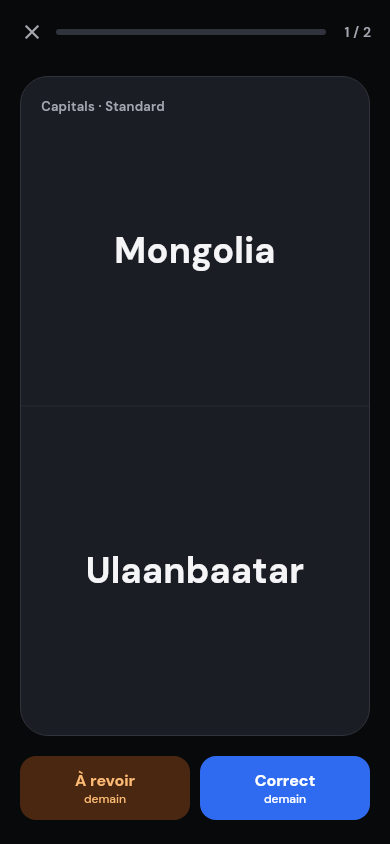 1 / 2
Capitals · Standard
Mongolia
Ulaanbaatar
À revoir
demain
Correct
demain